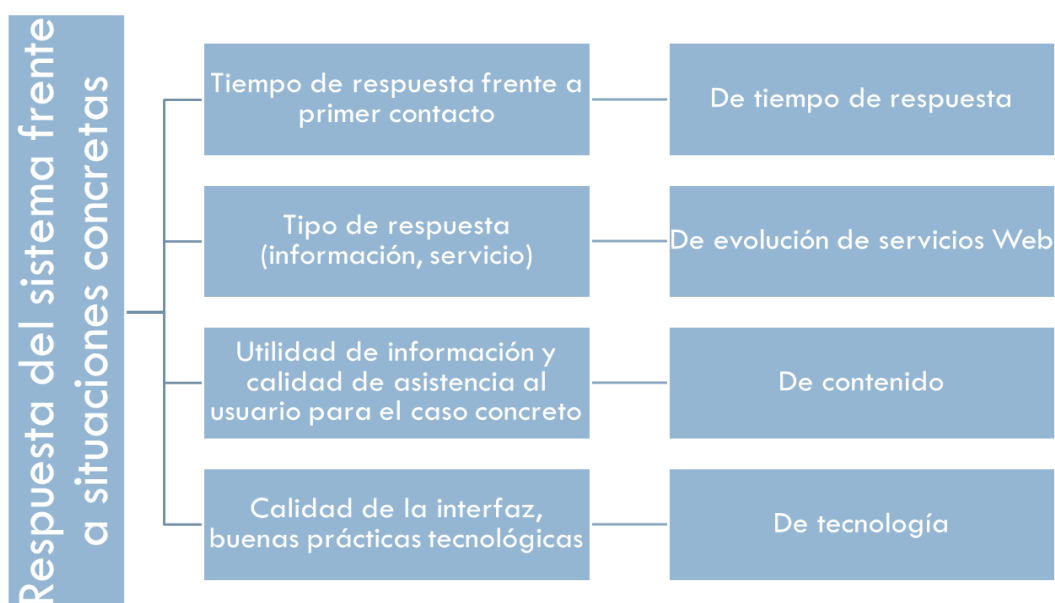 Respuesta del sistema frente
a situaciones concretas
Tiempo de respuesta frente a
primer contacto
De tiempo de respuesta
Tipo de respuesta
(información, servicio)
De evolución de servicios Web
Utilidad de información y
calidad de asistencia al
usuario para el caso concreto
De contenido
Calidad de la interfaz,
buenas prácticas tecnológicas
De tecnología